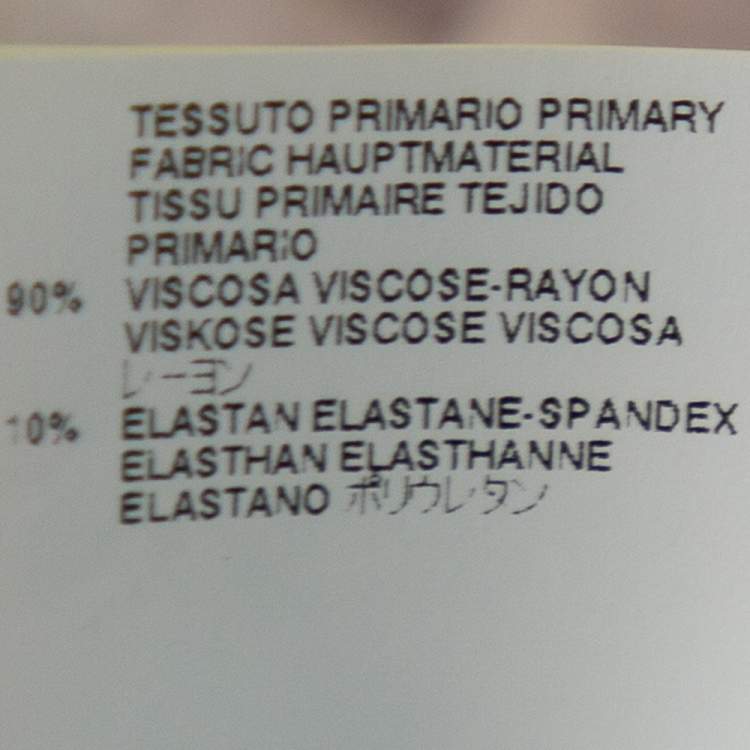 TESSUTO PRIMARIO PRIMARY
FABRIC HAUPTMATERIAL
TISSU PRIMAIRE TEJIDO
PRIMARIO
90% VISCOSA VISCOSE-RAYON
VISKOSE VISCOSE VISCOSA
レーヨン
10% ELASTAN ELASTANE-SPANDEX
ELASTHAN ELASTHANNE
ELASTANO ポリウレタン